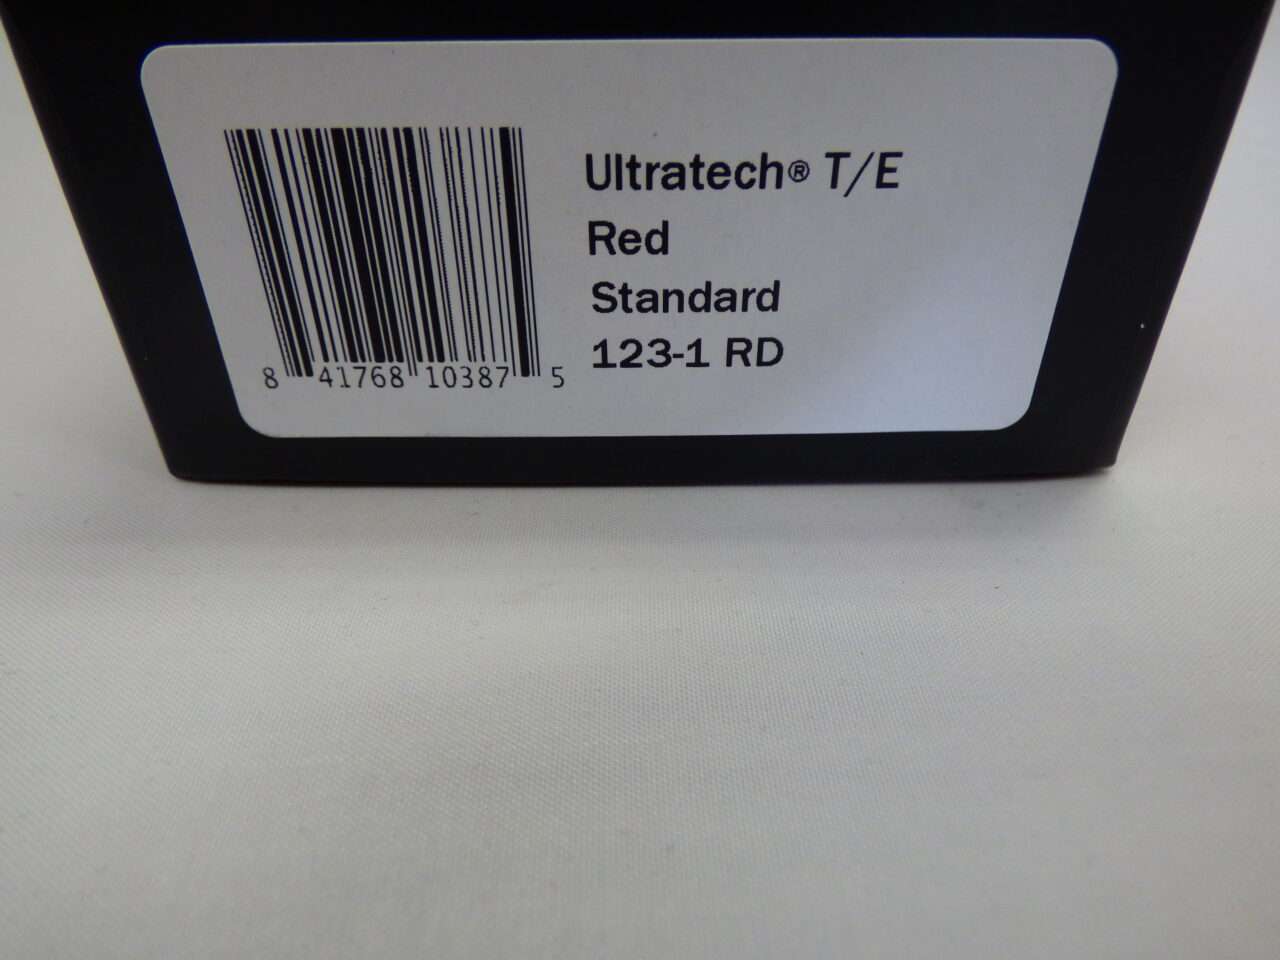 Ultratech® T/E
Red
Standard
123-1 RD
8 41768 10387 5